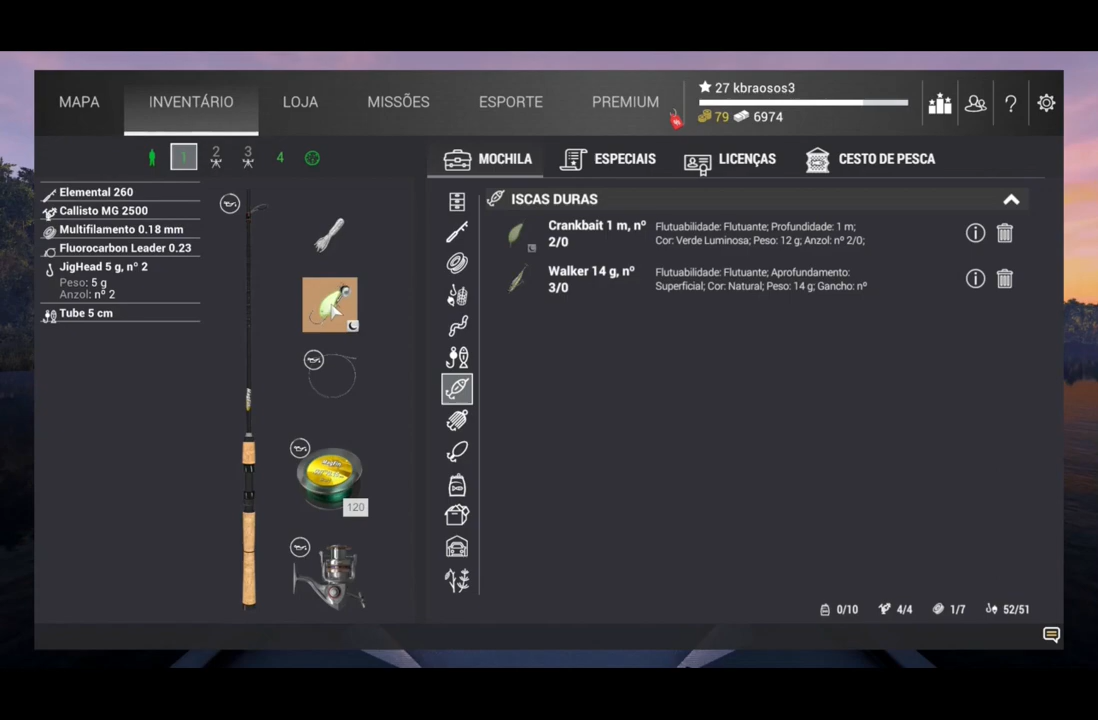 MAPA
INVENTÁRIO
LOJA
MISSÕES
ESPORTE
PREMIUM
27 kbraosos3
79 6974
?
1 2 3 4
MOCHILA
ESPECIAIS
LICENÇAS
CESTO DE PESCA
Elemental 260
Callisto MG 2500
Multifilamento 0.18 mm
Fluorocarbon Leader 0.23
JigHead 5 g, nº 2
Peso: 5 g
Anzol: nº 2
Tube 5 cm
120
ISCAS DURAS
Crankbait 1 m, nº
2/0
Flutuabilidade: Flutuante; Profundidade: 1 m;
Cor: Verde Luminosa; Peso: 12 g; Anzol: nº 2/0;
Walker 14 g, nº
3/0
Flutuabilidade: Flutuante; Aprofundamento:
Superficial; Cor: Natural; Peso: 14 g; Gancho: nº
0/10 4/4 1/7 52/51